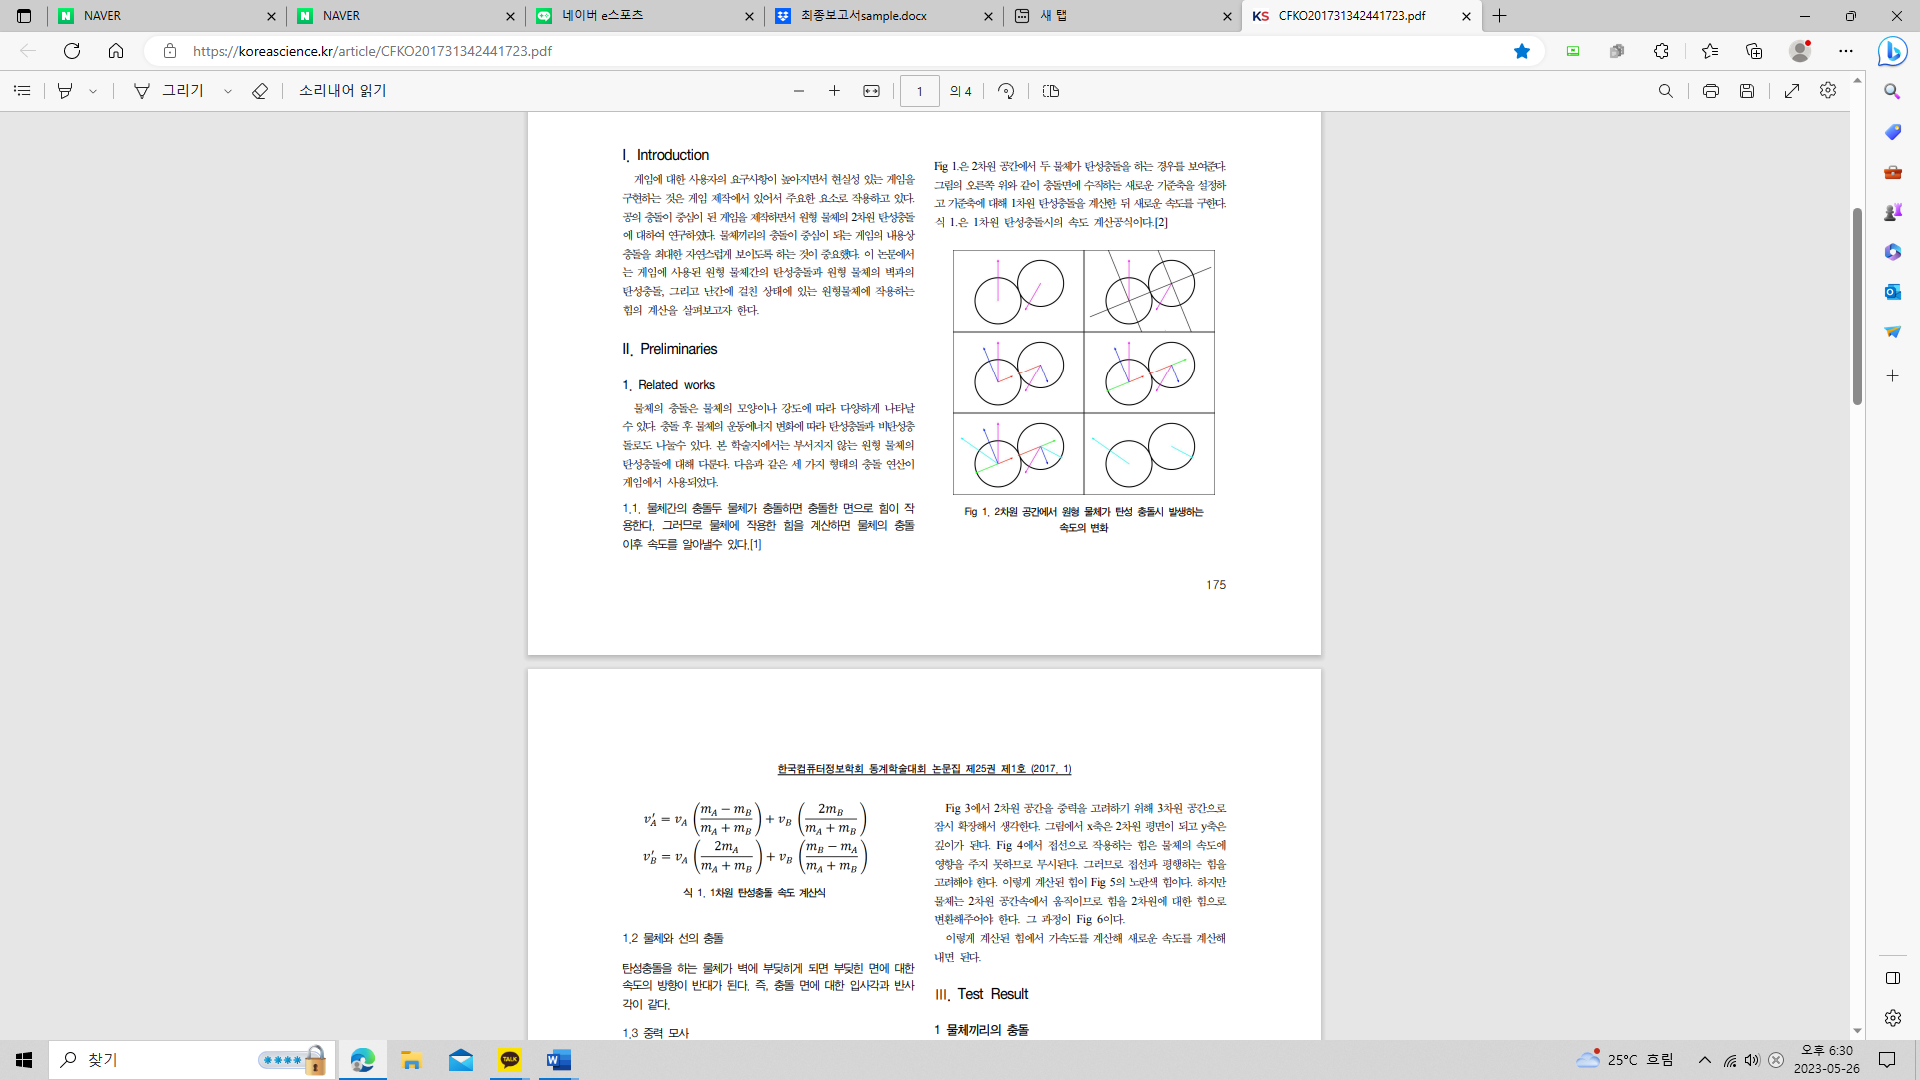 NAVER
NAVER
네이버 e스포츠
최종보고서sample.docx
새 탭
KS CFKO201731342441723.pdf
https://koreascience.kr/article/CFKO201731342441723.pdf
그리기
소리내어 읽기
1 의 4
I. Introduction
게임에 대한 사용자의 요구사항이 높아지면서 현실성 있는 게임을
구현하는 것은 게임 제작에서 있어서 주요한 요소로 작용하고 있다.
공의 충돌이 중심이 된 게임을 제작하면서 원형 물체의 2차원 탄성충돌
에 대하여 연구하였다. 물체끼리의 충돌이 중심이 되는 게임의 내용상
충돌을 최대한 자연스럽게 보이도록 하는 것이 중요했다. 이 논문에서
는 게임에 사용된 원형 물체간의 탄성충돌과 원형 물체의 벽과의
탄성충돌, 그리고 난간에 걸친 상태에 있는 원형물체에 작용하는
힘의 계산을 살펴보고자 한다.
II. Preliminaries
1. Related works
물체의 충돌은 물체의 모양이나 강도에 따라 다양하게 나타날
수 있다. 충돌 후 물체의 운동에너지 변화에 따라 탄성충돌과 비탄성충
돌로도 나눌수 있다. 본 학술지에서는 부서지지 않는 원형 물체의
탄성충돌에 대해 다룬다. 다음과 같은 세 가지 형태의 충돌 연산이
게임에서 사용되었다.
1.1. 물체간의 충돌두 물체가 충돌하면 충돌한 면으로 힘이 작
용한다. 그러므로 물체에 작용한 힘을 계산하면 물체의 충돌
이후 속도를 알아낼수 있다.[1]
Fig 1.은 2차원 공간에서 두 물체가 탄성충돌을 하는 경우를 보여준다.
그림의 오른쪽 위와 같이 충돌면에 수직하는 새로운 기준축을 설정하
고 기준축에 대해 1차원 탄성충돌을 계산한 뒤 새로운 속도를 구한다.
식 1.은 1차원 탄성충돌시의 속도 계산공식이다.[2]
Fig 1. 2차원 공간에서 원형 물체가 탄성 충돌시 발생하는
속도의 변화
175
한국컴퓨터정보학회 동계학술대회 논문집 제25권 제1호 (2017. 1)
v′A = vA ((mA − mB)/(mA + mB)) + vB (2mB/(mA + mB))
v′B = vA (2mA/(mA + mB)) + vB ((mB − mA)/(mA + mB))
식 1. 1차원 탄성충돌 속도 계산식
1.2 물체와 선의 충돌
탄성충돌을 하는 물체가 벽에 부딪히게 되면 부딪힌 면에 대한
속도의 방향이 반대가 된다. 즉, 충돌 면에 대한 입사각과 반사
각이 같다.
1.3 중력 모사
Fig 3에서 2차원 공간을 중력을 고려하기 위해 3차원 공간으로
잠시 확장해서 생각한다. 그림에서 x축은 2차원 평면이 되고 y축은
깊이가 된다. Fig 4에서 접선으로 작용하는 힘은 물체의 속도에
영향을 주지 못하므로 무시된다. 그러므로 접선과 평행하는 힘을
고려해야 한다. 이렇게 계산된 힘이 Fig 5의 노란색 힘이다. 하지만
물체는 2차원 공간속에서 움직이므로 힘을 2차원에 대한 힘으로
변환해주어야 한다. 그 과정이 Fig 6이다.
이렇게 계산된 힘에서 가속도를 계산해 새로운 속도를 계산해
내면 된다.
III. Test Result
1 물체끼리의 충돌
찾기
TALK
25°C 흐림
오후 6:30
2023-05-26